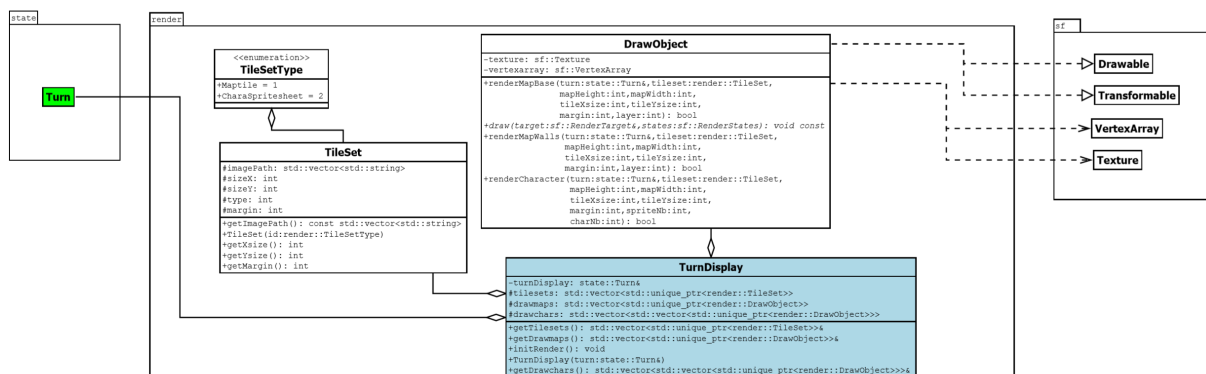 state
Turn
render
<<enumeration>>
TileSetType
+Maptile = 1
+CharaSpritesheet = 2
TileSet
#imagePath: std::vector<std::string>
#sizeX: int
#sizeY: int
#type: int
#margin: int
+getImagePath(): const std::vector<std::string>
+TileSet(id:render::TileSetType)
+getXsize(): int
+getYsize(): int
+getMargin(): int
DrawObject
-texture: sf::Texture
-vertexarray: sf::VertexArray
+renderMapBase(turn:state::Turn&,tileset:render::TileSet,
mapHeight:int,mapWidth:int,
tileXsize:int,tileYsize:int,
margin:int,layer:int): bool
+draw(target:sf::RenderTarget&,states:sf::RenderStates): void const
+renderMapWalls(turn:state::Turn&,tileset:render::TileSet,
mapHeight:int,mapWidth:int,
tileXsize:int,tileYsize:int,
margin:int,layer:int): bool
+renderCharacter(turn:state::Turn&,tileset:render::TileSet,
mapHeight:int,mapWidth:int,
tileXsize:int,tileYsize:int,
margin:int,spriteNb:int,
charNb:int): bool
TurnDisplay
-turnDisplay: state::Turn&
#tilesets: std::vector<std::unique_ptr<render::TileSet>>
#drawmaps: std::vector<std::unique_ptr<render::DrawObject>>
#drawchars: std::vector<std::vector<std::unique_ptr<render::DrawObject>>>
+getTilesets(): std::vector<std::unique_ptr<render::TileSet>>&
+getDrawmaps(): std::vector<std::unique_ptr<render::DrawObject>>&
+initRender(): void
+TurnDisplay(turn:state::Turn&)
+getDrawchars(): std::vector<std::vector<std::unique_ptr<render::DrawObject>>>&
sf
Drawable
Transformable
VertexArray
Texture